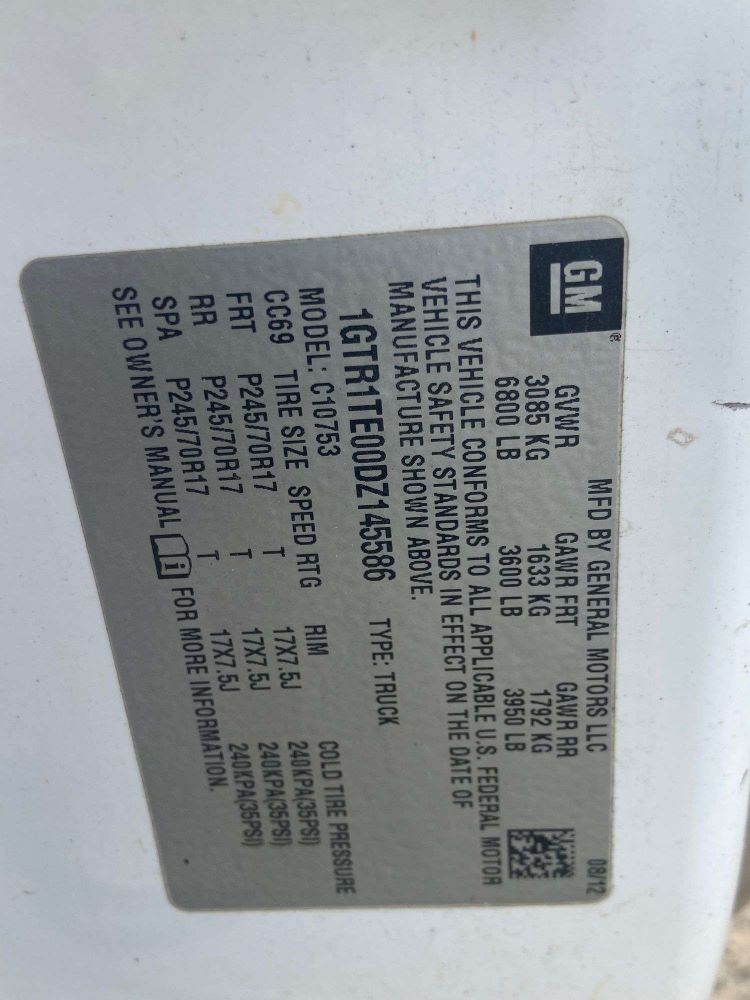 GM®
MFD BY GENERAL MOTORS LLC 08/12
GVWR GAWR FRT GAWR RR
3085 KG 1633 KG 1792 KG
6800 LB 3600 LB 3950 LB
THIS VEHICLE CONFORMS TO ALL APPLICABLE U.S. FEDERAL MOTOR
VEHICLE SAFETY STANDARDS IN EFFECT ON THE DATE OF
MANUFACTURE SHOWN ABOVE.
1GTR1TE00DZ145586 TYPE: TRUCK
MODEL: C10753
CC69 TIRE SIZE SPEED RTG RIM COLD TIRE PRESSURE
FRT P245/70R17 T 17X7.5J 240KPA(35PSI)
RR P245/70R17 T 17X7.5J 240KPA(35PSI)
SPA P245/70R17 T 17X7.5J 240KPA(35PSI)
SEE OWNER'S MANUAL i FOR MORE INFORMATION.